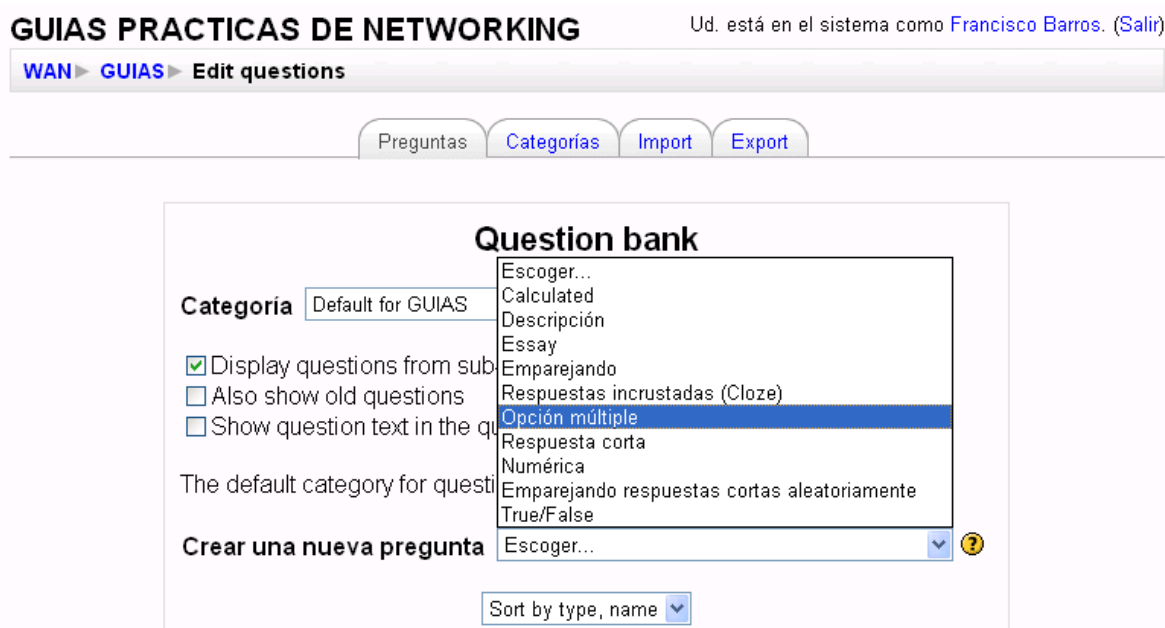 GUIAS PRACTICAS DE NETWORKING
Ud. está en el sistema como Francisco Barros. (Salir)
WAN ► GUIAS ► Edit questions
Preguntas
Categorías
Import
Export
Question bank
Categoría
Default for GUIAS
Escoger...
Calculated
Descripción
Essay
Emparejando
Respuestas incrustadas (Cloze)
Opción múltiple
Respuesta corta
Numérica
Emparejando respuestas cortas aleatoriamente
True/False
Display questions from sub
Also show old questions
Show question text in the
The default category for
Crear una nueva pregunta
Escoger...
?
Sort by type, name